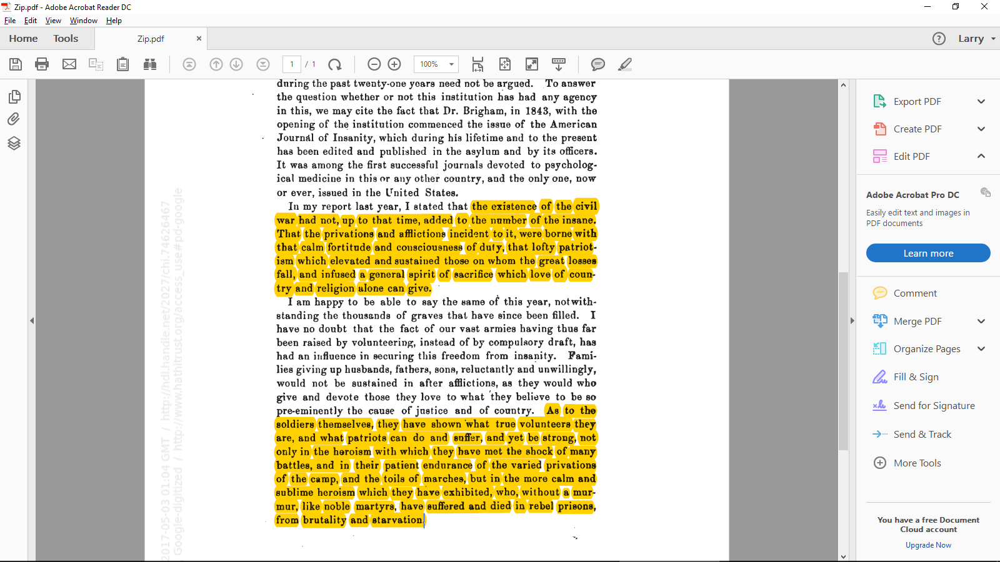 Zip.pdf - Adobe Acrobat Reader DC
File Edit View Window Help
Home Tools Zip.pdf × ? Larry
1 / 1 100%
during the past twenty-one years need not be argued. To answer
the question whether or not this institution has had any agency
in this, we may cite the fact that Dr. Brigham, in 1843, with the
opening of the institution commenced the issue of the American
Journal of Insanity, which during his lifetime and to the present
has been edited and published in the asylum and by its officers.
It was among the first successful journals devoted to psycholog-
ical medicine in this or any other country, and the only one, now
or ever, issued in the United States.
In my report last year, I stated that the existence of the civil
war had not, up to that time, added to the number of the insane.
That the privations and afflictions incident to it, were borne with
that calm fortitude and consciousness of duty, that lofty patriot-
ism which elevated and sustained those on whom the great losses
fall, and infused a general spirit of sacrifice which love of coun-
try and religion alone can give.
I am happy to be able to say the same of this year, notwith-
standing the thousands of graves that have since been filled. I
have no doubt that the fact of our vast armies having thus far
been raised by volunteering, instead of by compulsory draft, has
had an influence in securing this freedom from insanity. Fami-
lies giving up husbands, fathers, sons, reluctantly and unwillingly,
would not be sustained in after afflictions, as they would who
give and devote those they love to what they believe to be so
pre-eminently the cause of justice and of country. As to the
soldiers themselves, they have shown what true volunteers they
are, and what patriots can do and suffer, and yet be strong, not
only in the heroism with which they have met the shock of many
battles, and in their patient endurance of the varied privations
of the camp, and the toils of marches, but in the more calm and
sublime heroism which they have exhibited, who, without a mur-
mur, like noble martyrs, have suffered and died in rebel prisons,
from brutality and starvation.
2017-05-03 01:04 GMT / http://hdl.handle.net/2027/chi.74626467
Google-digitized / http://www.hathitrust.org/access_use#pd-google
Export PDF
Create PDF
Edit PDF
Adobe Acrobat Pro DC
Easily edit text and images in
PDF documents
Learn more
Comment
Merge PDF
Organize Pages
Fill & Sign
Send for Signature
Send & Track
More Tools
You have a free Document
Cloud account
Upgrade Now